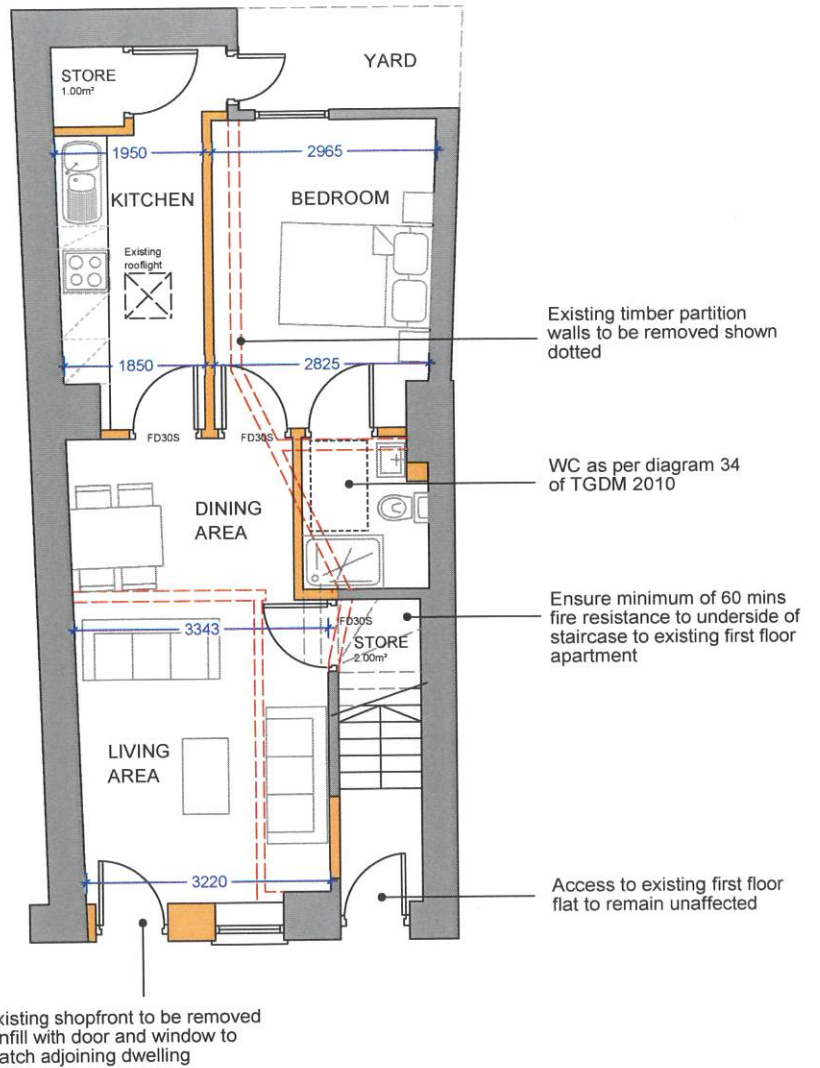 YARD
STORE
1.00m²
1950
2965
KITCHEN
BEDROOM
Existing
rooflight
Existing timber partition
walls to be removed shown
dotted
1850
2825
FD30S
FD30S
WC as per diagram 34
of TGDM 2010
DINING
AREA
Ensure minimum of 60 mins
fire resistance to underside of
staircase to existing first floor
apartment
3343
FD30S
STORE
2.00m²
LIVING
AREA
3220
Access to existing first floor
flat to remain unaffected
xisting shopfront to be removed
nfill with door and window to
atch adjoining dwelling